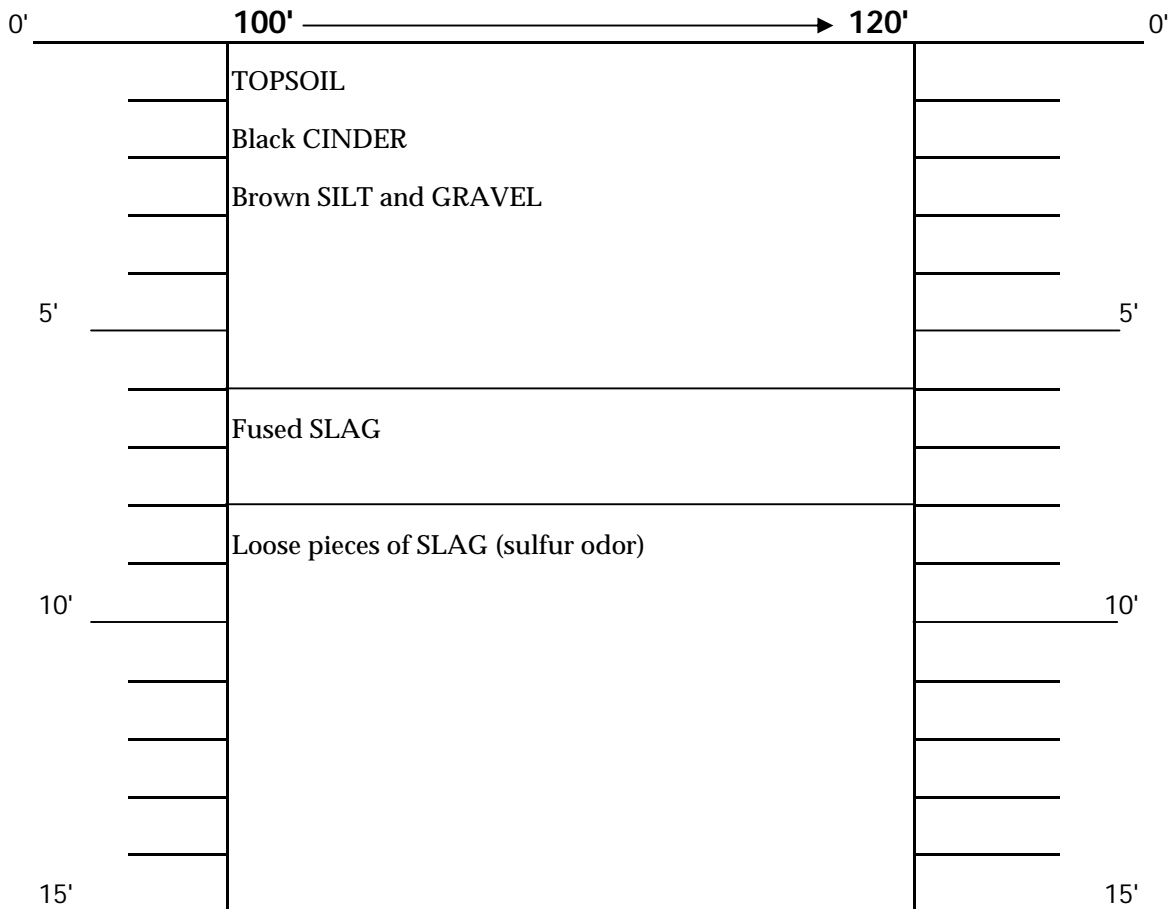 0' 100' 120' 0'
TOPSOIL
Black CINDER
Brown SILT and GRAVEL
5' 5'
Fused SLAG
Loose pieces of SLAG (sulfur odor)
10' 10'
15' 15'